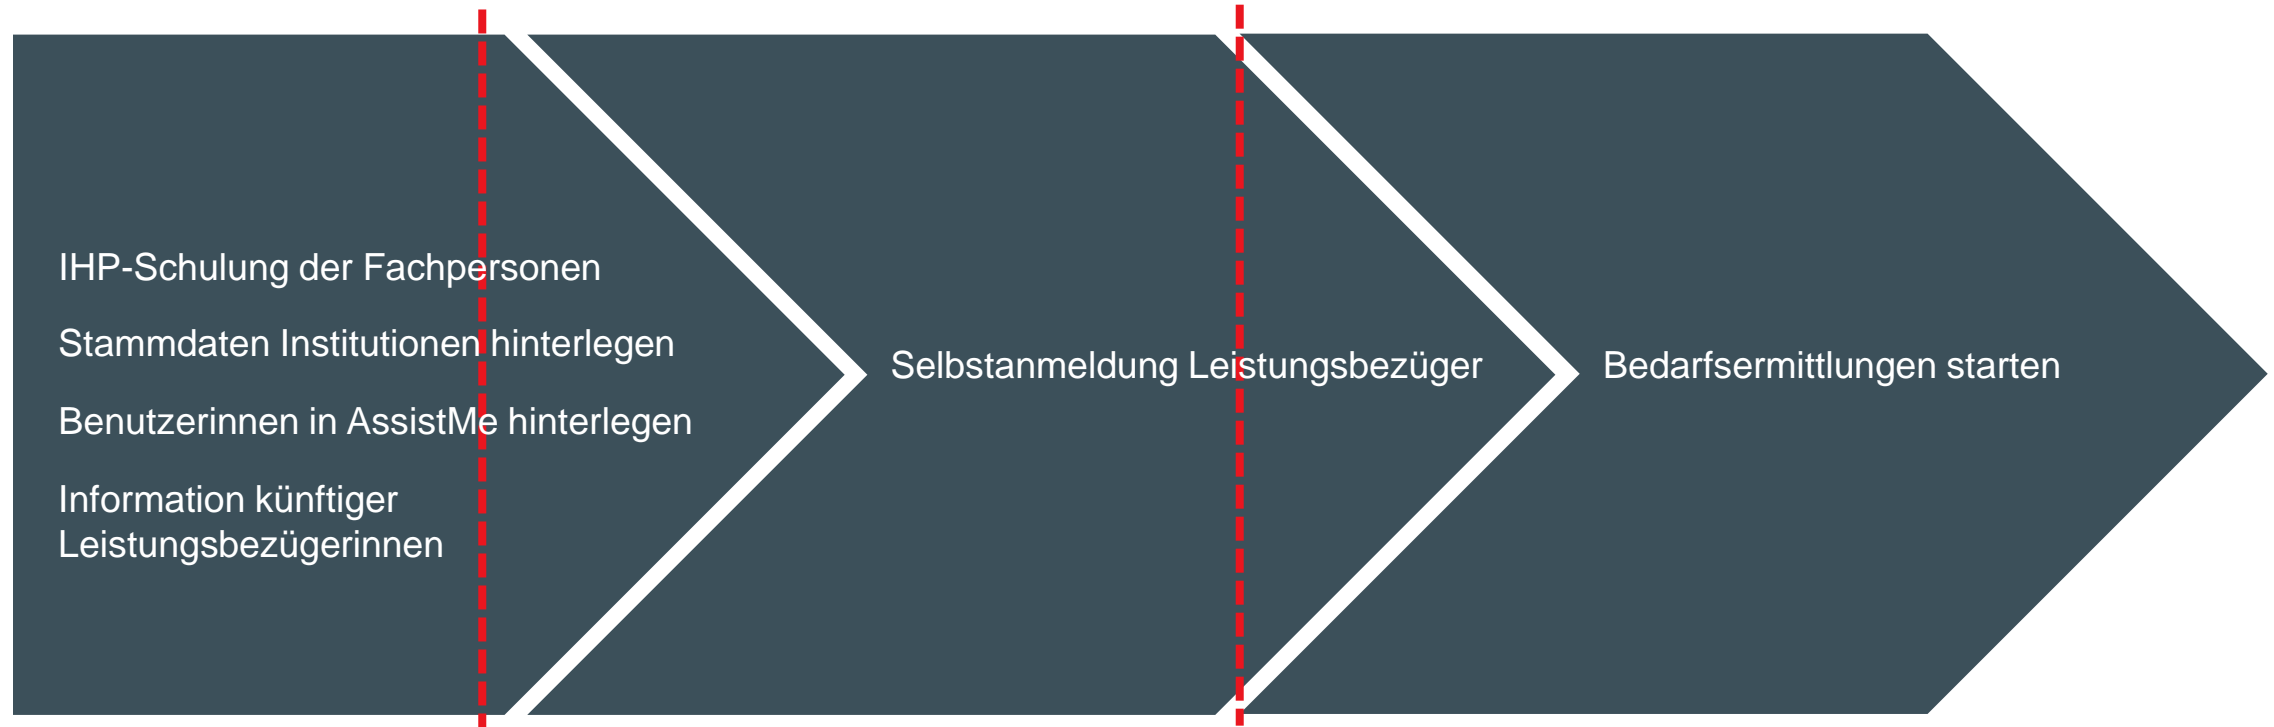 IHP-Schulung der Fachpersonen
Stammdaten Institutionen hinterlegen
Benutzerinnen in AssistMe hinterlegen
Information künftiger
Leistungsbezügerinnen
Selbstanmeldung Leistungsbezüger
Bedarfsermittlungen starten